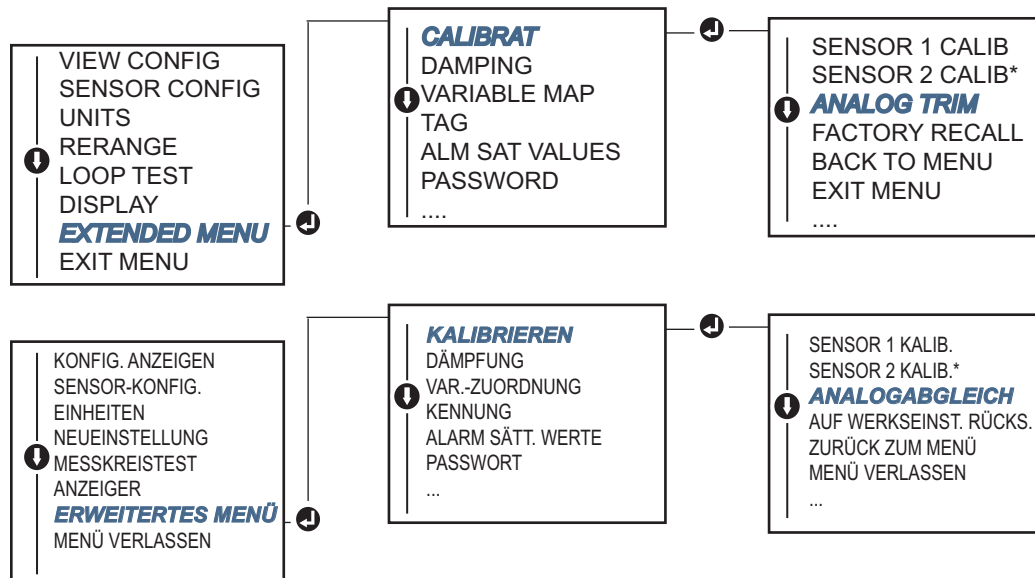 VIEW CONFIG
SENSOR CONFIG
UNITS
RERANGE
LOOP TEST
DISPLAY
EXTENDED MENU
EXIT MENU
CALIBRAT
DAMPING
VARIABLE MAP
TAG
ALM SAT VALUES
PASSWORD
....
SENSOR 1 CALIB
SENSOR 2 CALIB*
ANALOG TRIM
FACTORY RECALL
BACK TO MENU
EXIT MENU
....
KONFIG. ANZEIGEN
SENSOR-KONFIG.
EINHEITEN
NEUEINSTELLUNG
MESSKREISTEST
ANZEIGER
ERWEITERTES MENÜ
MENÜ VERLASSEN
KALIBRIEREN
DÄMPFUNG
VAR.-ZUORDNUNG
KENNUNG
ALARM SÄTT. WERTE
PASSWORT
...
SENSOR 1 KALIB.
SENSOR 2 KALIB.*
ANALOGABGLEICH
AUF WERKSEINST. RÜCKS.
ZURÜCK ZUM MENÜ
MENÜ VERLASSEN
...